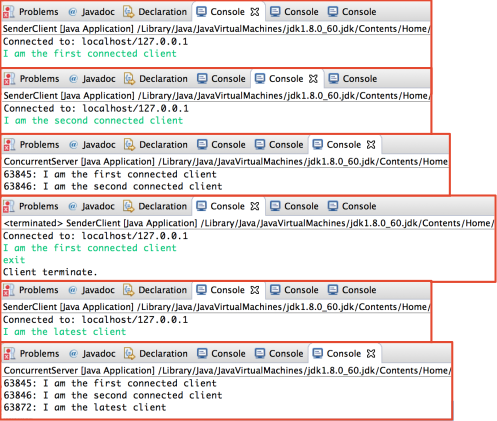 Problems @ Javadoc Declaration Console Console Console
SenderClient [Java Application] /Library/Java/JavaVirtualMachines/jdk1.8.0_60.jdk/Contents/Home/
Connected to: localhost/127.0.0.1
I am the first connected client
Problems @ Javadoc Declaration Console Console Console
SenderClient [Java Application] /Library/Java/JavaVirtualMachines/jdk1.8.0_60.jdk/Contents/Home/
Connected to: localhost/127.0.0.1
I am the second connected client
Problems @ Javadoc Declaration Console Console Console
ConcurrentServer [Java Application] /Library/Java/JavaVirtualMachines/jdk1.8.0_60.jdk/Contents/Home
63845: I am the first connected client
63846: I am the second connected client
Problems @ Javadoc Declaration Console Console Console
<terminated> SenderClient [Java Application] /Library/Java/JavaVirtualMachines/jdk1.8.0_60.jdk/Contents/Home/
Connected to: localhost/127.0.0.1
I am the first connected client
exit
Client terminate.
Problems @ Javadoc Declaration Console Console Console
SenderClient [Java Application] /Library/Java/JavaVirtualMachines/jdk1.8.0_60.jdk/Contents/Home/
Connected to: localhost/127.0.0.1
I am the latest client
Problems @ Javadoc Declaration Console Console Console
ConcurrentServer [Java Application] /Library/Java/JavaVirtualMachines/jdk1.8.0_60.jdk/Contents/Home
63845: I am the first connected client
63846: I am the second connected client
63872: I am the latest client